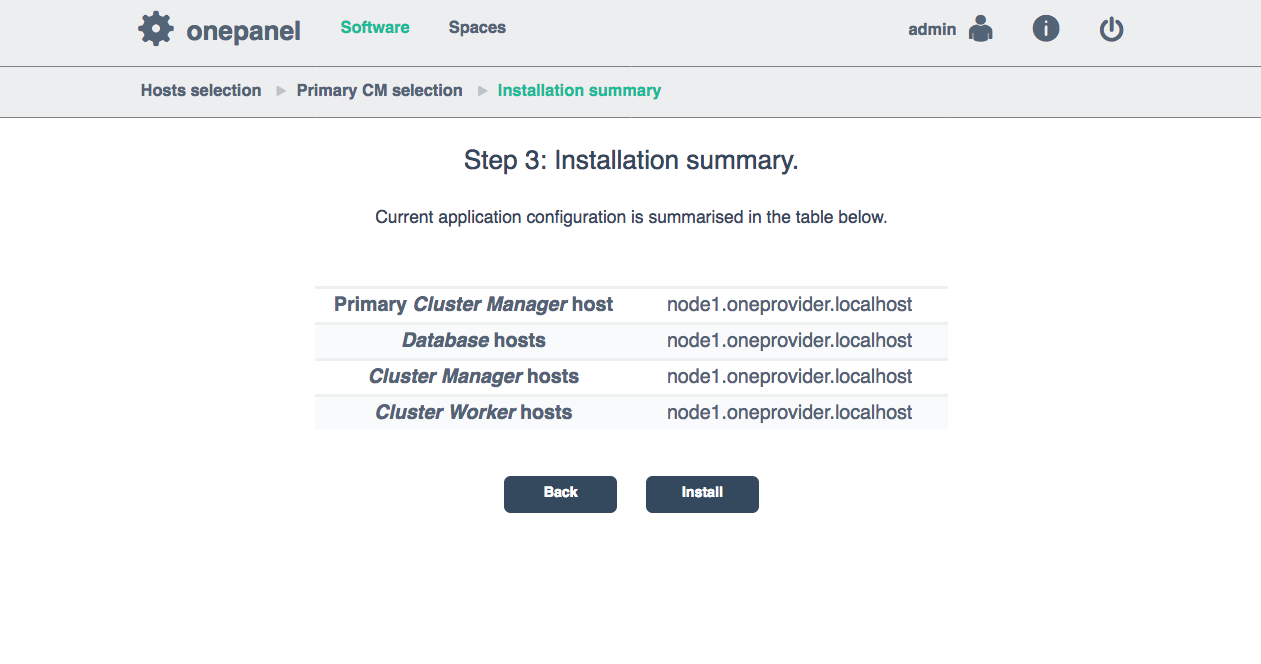 onepanel Software Spaces admin
Hosts selection Primary CM selection Installation summary
Step 3: Installation summary.
Current application configuration is summarised in the table below.
Primary Cluster Manager host node1.oneprovider.localhost
Database hosts node1.oneprovider.localhost
Cluster Manager hosts node1.oneprovider.localhost
Cluster Worker hosts node1.oneprovider.localhost
Back Install